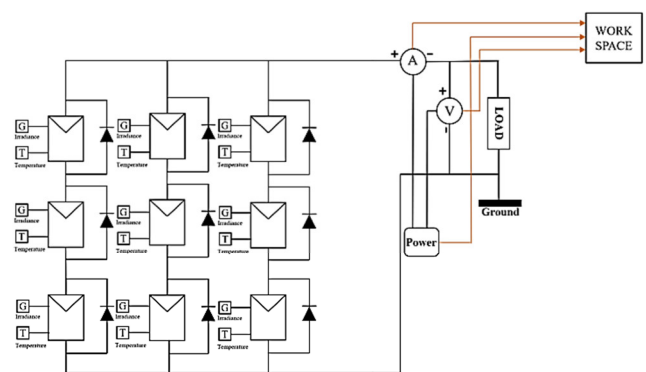 WORK
SPACE
+ A −
+
V
-
LOAD
Ground
Power
G
Irradiance
T
Temperature
G
Irradiance
T
Temperature
G
Irradiance
T
Temperature
G
Irradiance
T
Temperature
G
Irradiance
T
Temperature
G
Irradiance
T
Temperature
G
Irradiance
T
Temperature
G
Irradiance
T
Temperature
G
Irradiance
T
Temperature